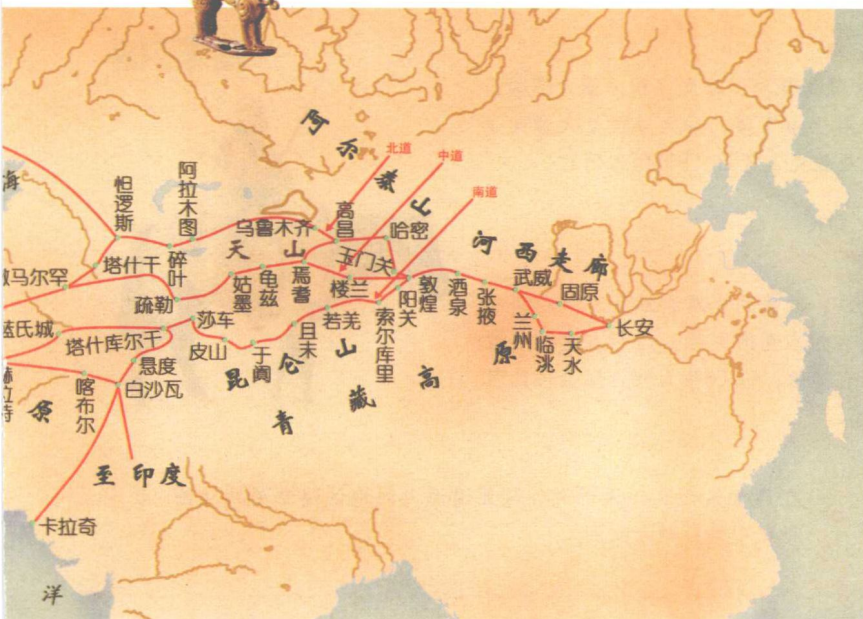 阿尔泰山
北道
中道
南道
海
怛逻斯
阿拉木图
乌鲁木齐
高昌
哈密
天山
玉门关
河西走廊
塔什干
碎叶
马尔罕
疏勒
姑墨
龟兹
焉耆
楼兰
阳关
敦煌
酒泉
张掖
武威
固原
兰州
临洮
天水
长安
蓝氏城
塔什库尔干
莎车
皮山
于阗
且末
若羌
索尔库里
昆仑山
青藏高原
悬度
白沙瓦
喀布尔
原
至印度
卡拉奇
洋